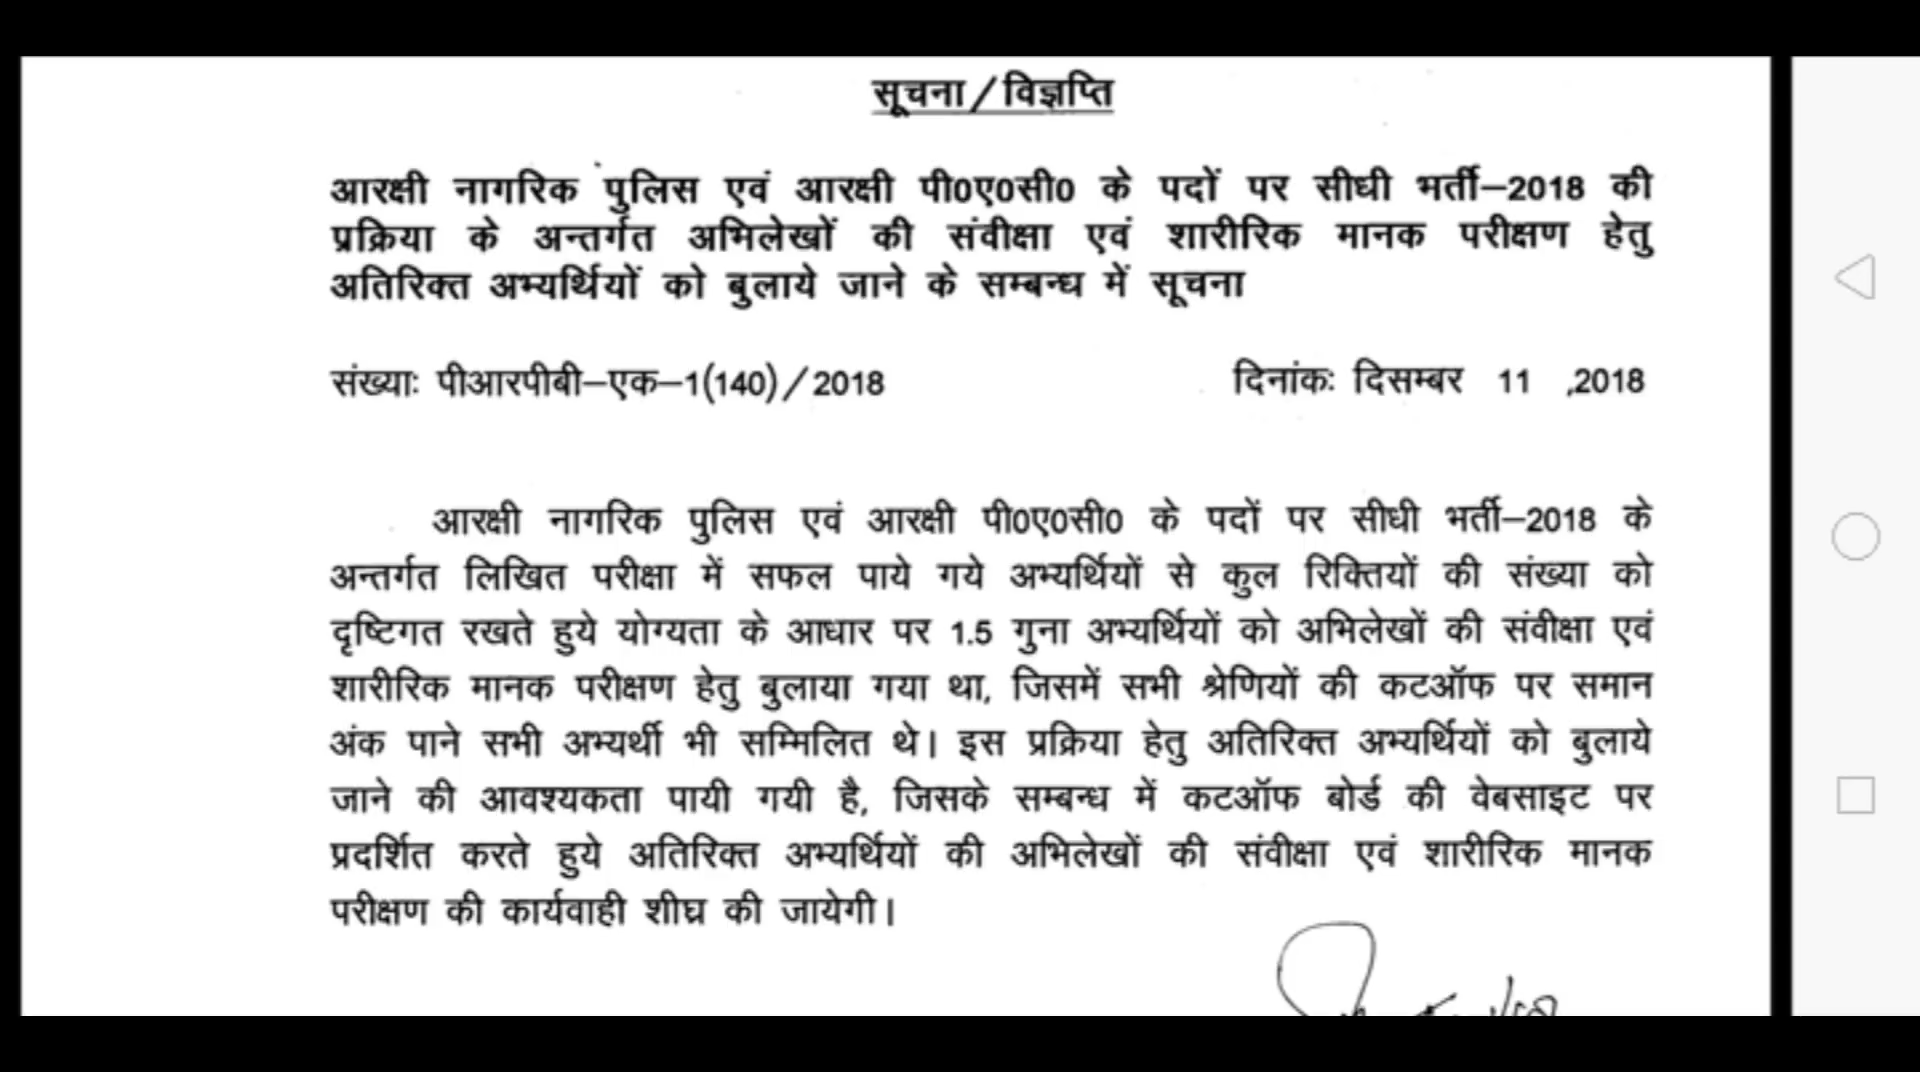 सूचना/विज्ञप्ति
आरक्षी नागरिक पुलिस एवं आरक्षी पी0ए0सी0 के पदों पर सीधी भर्ती–2018 की
प्रक्रिया के अन्तर्गत अभिलेखों की संवीक्षा एवं शारीरिक मानक परीक्षण हेतु
अतिरिक्त अभ्यर्थियों को बुलाये जाने के सम्बन्ध में सूचना
संख्याः पीआरपीबी–एक–1(140)/2018 दिनांकः दिसम्बर 11 ,2018
आरक्षी नागरिक पुलिस एवं आरक्षी पी0ए0सी0 के पदों पर सीधी भर्ती–2018 के
अन्तर्गत लिखित परीक्षा में सफल पाये गये अभ्यर्थियों से कुल रिक्तियों की संख्या को
दृष्टिगत रखते हुये योग्यता के आधार पर 1.5 गुना अभ्यर्थियों को अभिलेखों की संवीक्षा एवं
शारीरिक मानक परीक्षण हेतु बुलाया गया था, जिसमें सभी श्रेणियों की कटऑफ पर समान
अंक पाने सभी अभ्यर्थी भी सम्मिलित थे। इस प्रक्रिया हेतु अतिरिक्त अभ्यर्थियों को बुलाये
जाने की आवश्यकता पायी गयी है, जिसके सम्बन्ध में कटऑफ बोर्ड की वेबसाइट पर
प्रदर्शित करते हुये अतिरिक्त अभ्यर्थियों की अभिलेखों की संवीक्षा एवं शारीरिक मानक
परीक्षण की कार्यवाही शीघ्र की जायेगी।